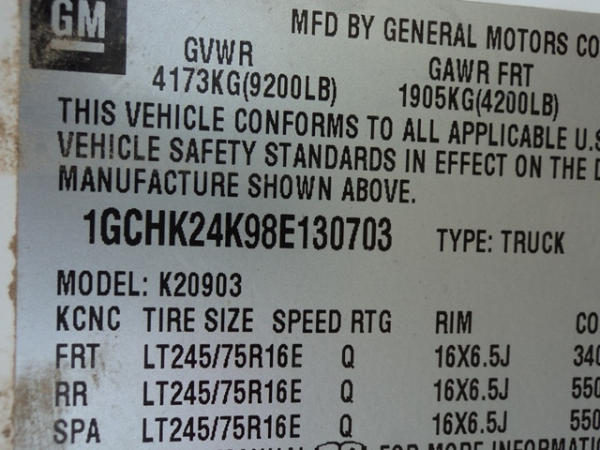 GM
MFD BY GENERAL MOTORS CO
GVWR GAWR FRT
4173KG(9200LB) 1905KG(4200LB)
THIS VEHICLE CONFORMS TO ALL APPLICABLE U.S
VEHICLE SAFETY STANDARDS IN EFFECT ON THE D
MANUFACTURE SHOWN ABOVE.
1GCHK24K98E130703 TYPE: TRUCK
MODEL: K20903
KCNC TIRE SIZE SPEED RTG RIM CO
FRT LT245/75R16E Q 16X6.5J 340
RR LT245/75R16E Q 16X6.5J 550
SPA LT245/75R16E Q 16X6.5J 550
FOR MORE INFORMATIO